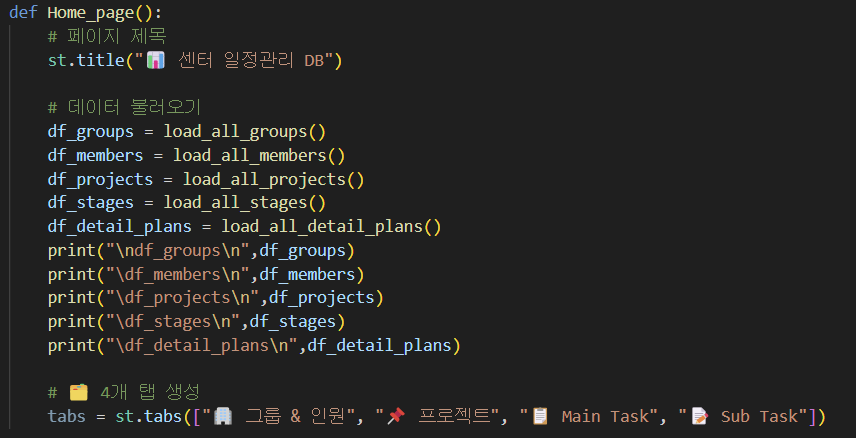 def Home_page():
# 페이지 제목
st.title("📊 센터 일정관리 DB")
# 데이터 불러오기
df_groups = load_all_groups()
df_members = load_all_members()
df_projects = load_all_projects()
df_stages = load_all_stages()
df_detail_plans = load_all_detail_plans()
print("\ndf_groups\n",df_groups)
print("\df_members\n",df_members)
print("\df_projects\n",df_projects)
print("\df_stages\n",df_stages)
print("\df_detail_plans\n",df_detail_plans)
# 🗂️ 4개 탭 생성
tabs = st.tabs(["🏢 그룹 & 인원", "📌 프로젝트", "📋 Main Task", "📝 Sub Task"])